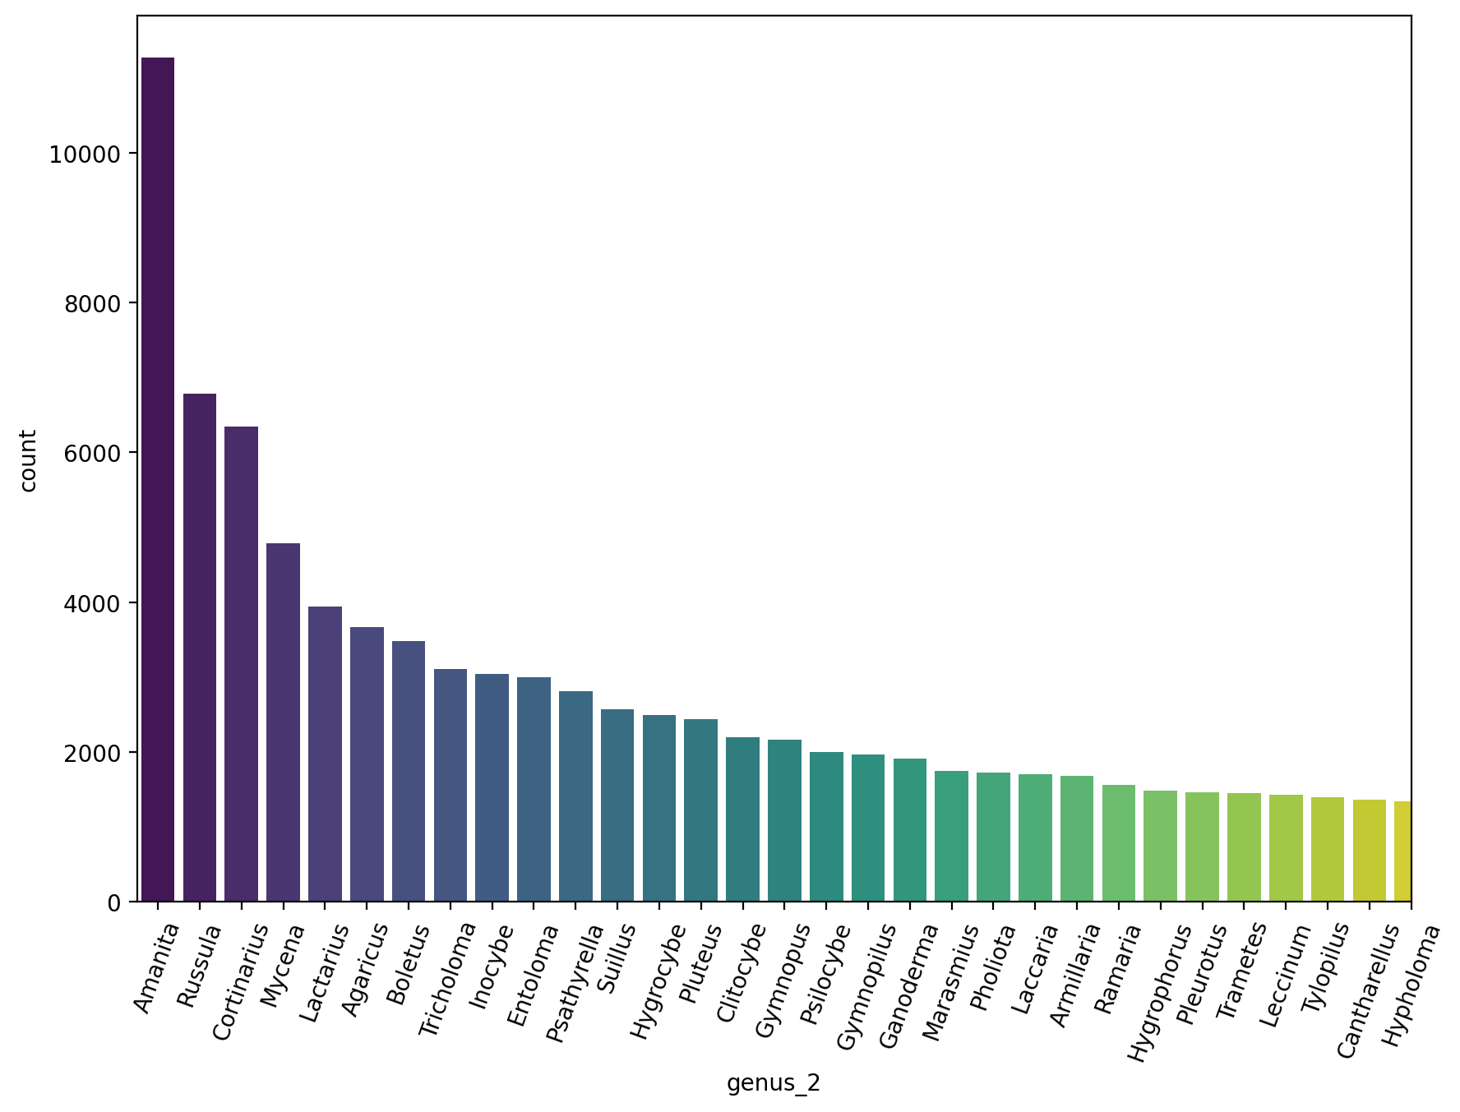 10000
8000
6000
4000
2000
0
count
Amanita
Russula
Cortinarius
Mycena
Lactarius
Agaricus
Boletus
Tricholoma
Inocybe
Entoloma
Psathyrella
Suillus
Hygrocybe
Pluteus
Clitocybe
Gymnopus
Psilocybe
Gymnopilus
Ganoderma
Marasmius
Pholiota
Laccaria
Armillaria
Ramaria
Hygrophorus
Pleurotus
Trametes
Leccinum
Tylopilus
Cantharellus
Hypholoma
genus_2